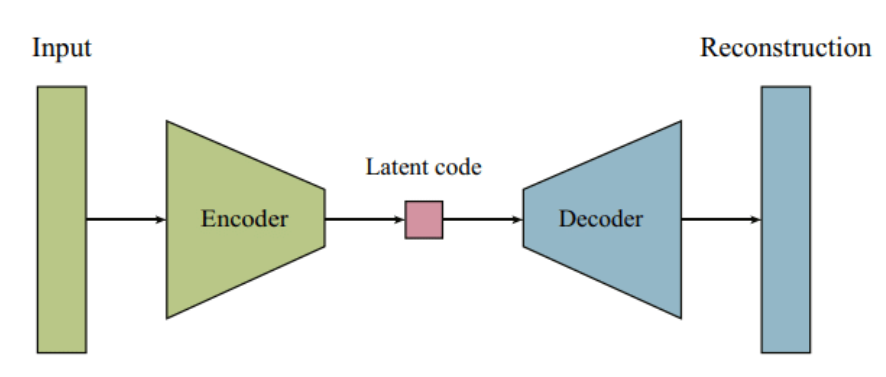 Input
Reconstruction
Latent code
Encoder
Decoder